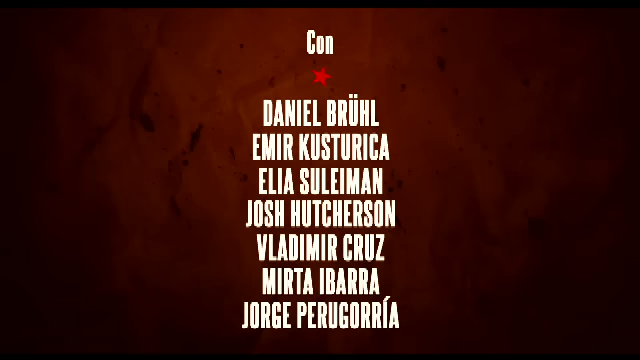 Con
DANIEL BRÜHL
EMIR KUSTURICA
ELIA SULEIMAN
JOSH HUTCHERSON
VLADIMIR CRUZ
MIRTA IBARRA
JORGE PERUGORRÍA